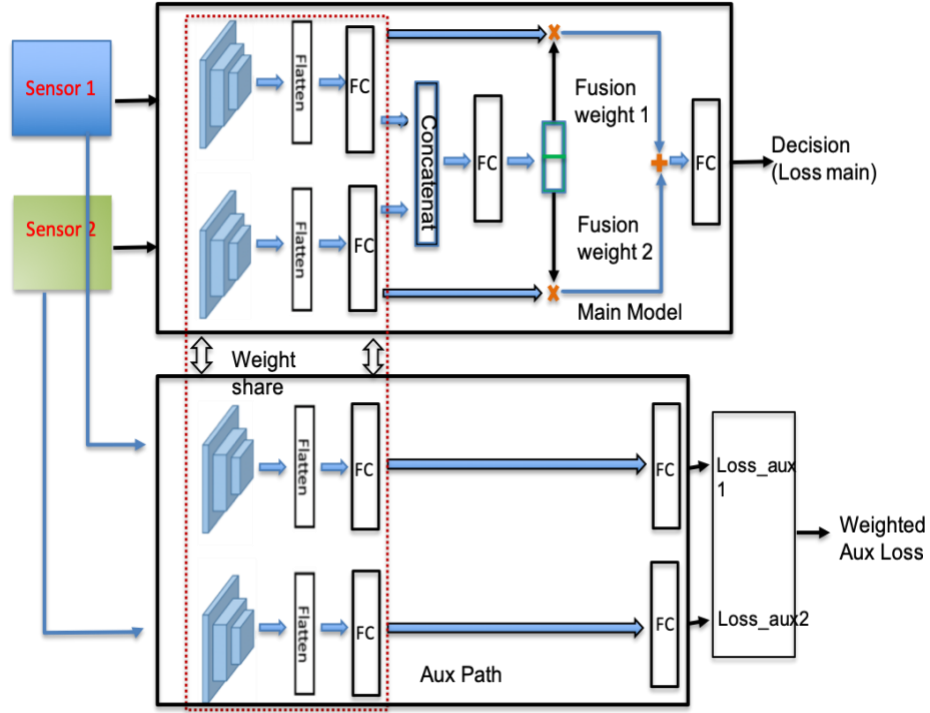 Sensor 1
Sensor 2
Flatten
FC
Concatenat
FC
Fusion
weight 1
FC
Decision
(Loss main)
Flatten
FC
Fusion
weight 2
Main Model
Weight
share
Flatten
FC
FC
Loss_aux
1
Weighted
Aux Loss
Flatten
FC
FC
Loss_aux2
Aux Path